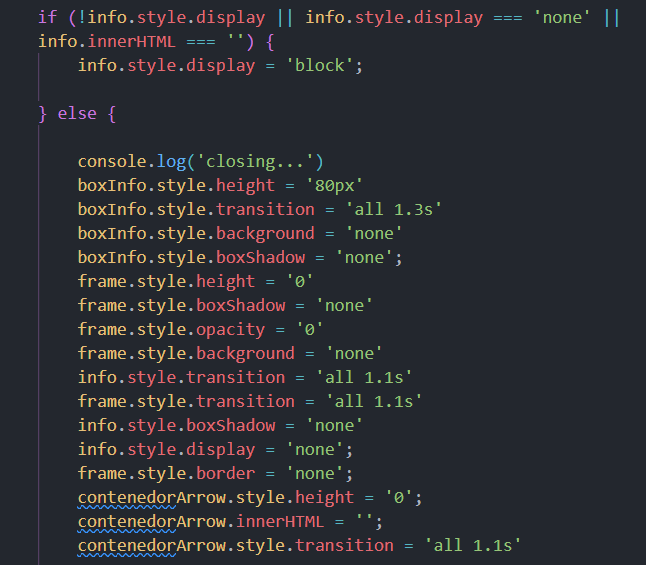 if (!info.style.display || info.style.display === 'none' ||
info.innerHTML === '') {
info.style.display = 'block';
} else {
console.log('closing...')
boxInfo.style.height = '80px'
boxInfo.style.transition = 'all 1.3s'
boxInfo.style.background = 'none'
boxInfo.style.boxShadow = 'none';
frame.style.height = '0'
frame.style.boxShadow = 'none'
frame.style.opacity = '0'
frame.style.background = 'none'
info.style.transition = 'all 1.1s'
frame.style.transition = 'all 1.1s'
info.style.boxShadow = 'none'
info.style.display = 'none';
frame.style.border = 'none';
contenedorArrow.style.height = '0';
contenedorArrow.innerHTML = '';
contenedorArrow.style.transition = 'all 1.1s'